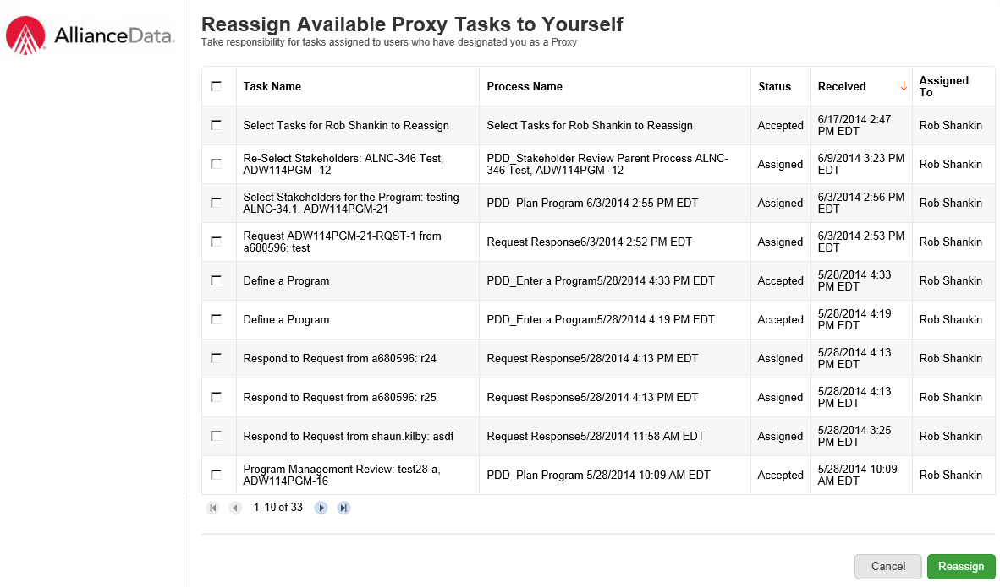 AllianceData.
Reassign Available Proxy Tasks to Yourself
Take responsibility for tasks assigned to users who have designated you as a Proxy
Task Name Process Name Status Received Assigned
To
Select Tasks for Rob Shankin to Reassign Select Tasks for Rob Shankin to Reassign Accepted 6/17/2014 2:47
PM EDT Rob Shankin
Re-Select Stakeholders: ALNC-346 Test,
ADW114PGM -12
PDD_Stakeholder Review Parent Process ALNC-
346 Test, ADW114PGM -12
Assigned
6/9/2014 3:23 PM
EDT
Rob Shankin
Select Stakeholders for the Program: testing
ALNC-34.1, ADW114PGM-21
PDD_Plan Program 6/3/2014 2:55 PM EDT
Assigned
6/3/2014 2:56 PM
EDT
Rob Shankin
Request ADW114PGM-21-RQST-1 from
a680596: test
Request Response6/3/2014 2:52 PM EDT
Assigned
6/3/2014 2:53 PM
EDT
Rob Shankin
Define a Program
PDD_Enter a Program5/28/2014 4:33 PM EDT
Accepted
5/28/2014 4:33
PM EDT
Rob Shankin
Define a Program
PDD_Enter a Program5/28/2014 4:19 PM EDT
Accepted
5/28/2014 4:19
PM EDT
Rob Shankin
Respond to Request from a680596: r24
Request Response5/28/2014 4:13 PM EDT
Assigned
5/28/2014 4:13
PM EDT
Rob Shankin
Respond to Request from a680596: r25
Request Response5/28/2014 4:13 PM EDT
Assigned
5/28/2014 4:13
PM EDT
Rob Shankin
Respond to Request from shaun.kilby: asdf
Request Response5/28/2014 11:58 AM EDT
Assigned
5/28/2014 3:25
PM EDT
Rob Shankin
Program Management Review: test28-a,
ADW114PGM-16
PDD_Plan Program 5/28/2014 10:09 AM EDT
Accepted
5/28/2014 10:09
AM EDT
Rob Shankin
1-10 of 33
Cancel Reassign